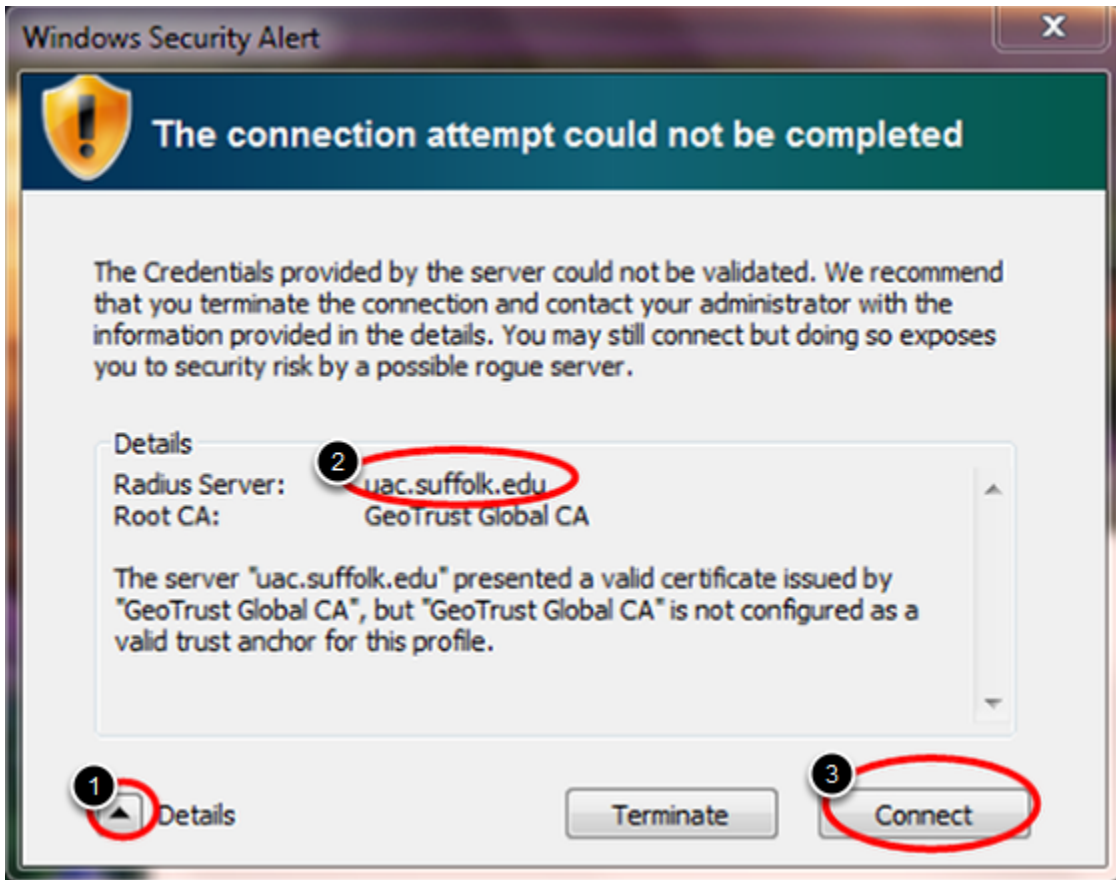 Windows Security Alert
X
The connection attempt could not be completed
The Credentials provided by the server could not be validated. We recommend
that you terminate the connection and contact your administrator with the
information provided in the details. You may still connect but doing so exposes
you to security risk by a possible rogue server.
Details
2
Radius Server: uac.suffolk.edu
Root CA: GeoTrust Global CA
The server "uac.suffolk.edu" presented a valid certificate issued by
"GeoTrust Global CA", but "GeoTrust Global CA" is not configured as a
valid trust anchor for this profile.
1
3
Details Terminate Connect